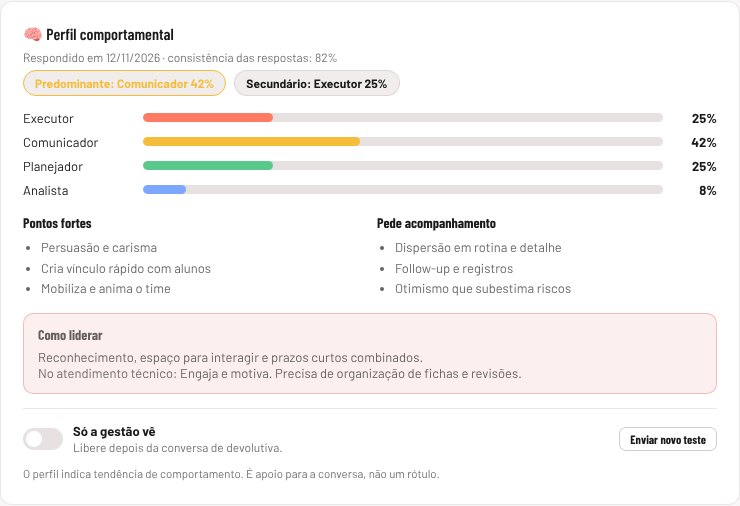 Perfil comportamental
Respondido em 12/11/2026 · consistência das respostas: 82%
Predominante: Comunicador 42%
Secundário: Executor 25%
Executor 25%
Comunicador 42%
Planejador 25%
Analista 8%
Pontos fortes
Persuasão e carisma
Cria vínculo rápido com alunos
Mobiliza e anima o time
Pede acompanhamento
Dispersão em rotina e detalhe
Follow-up e registros
Otimismo que subestima riscos
Como liderar
Reconhecimento, espaço para interagir e prazos curtos combinados.
No atendimento técnico: Engaja e motiva. Precisa de organização de fichas e revisões.
Só a gestão vê
Libere depois da conversa de devolutiva.
Enviar novo teste
O perfil indica tendência de comportamento. É apoio para a conversa, não um rótulo.